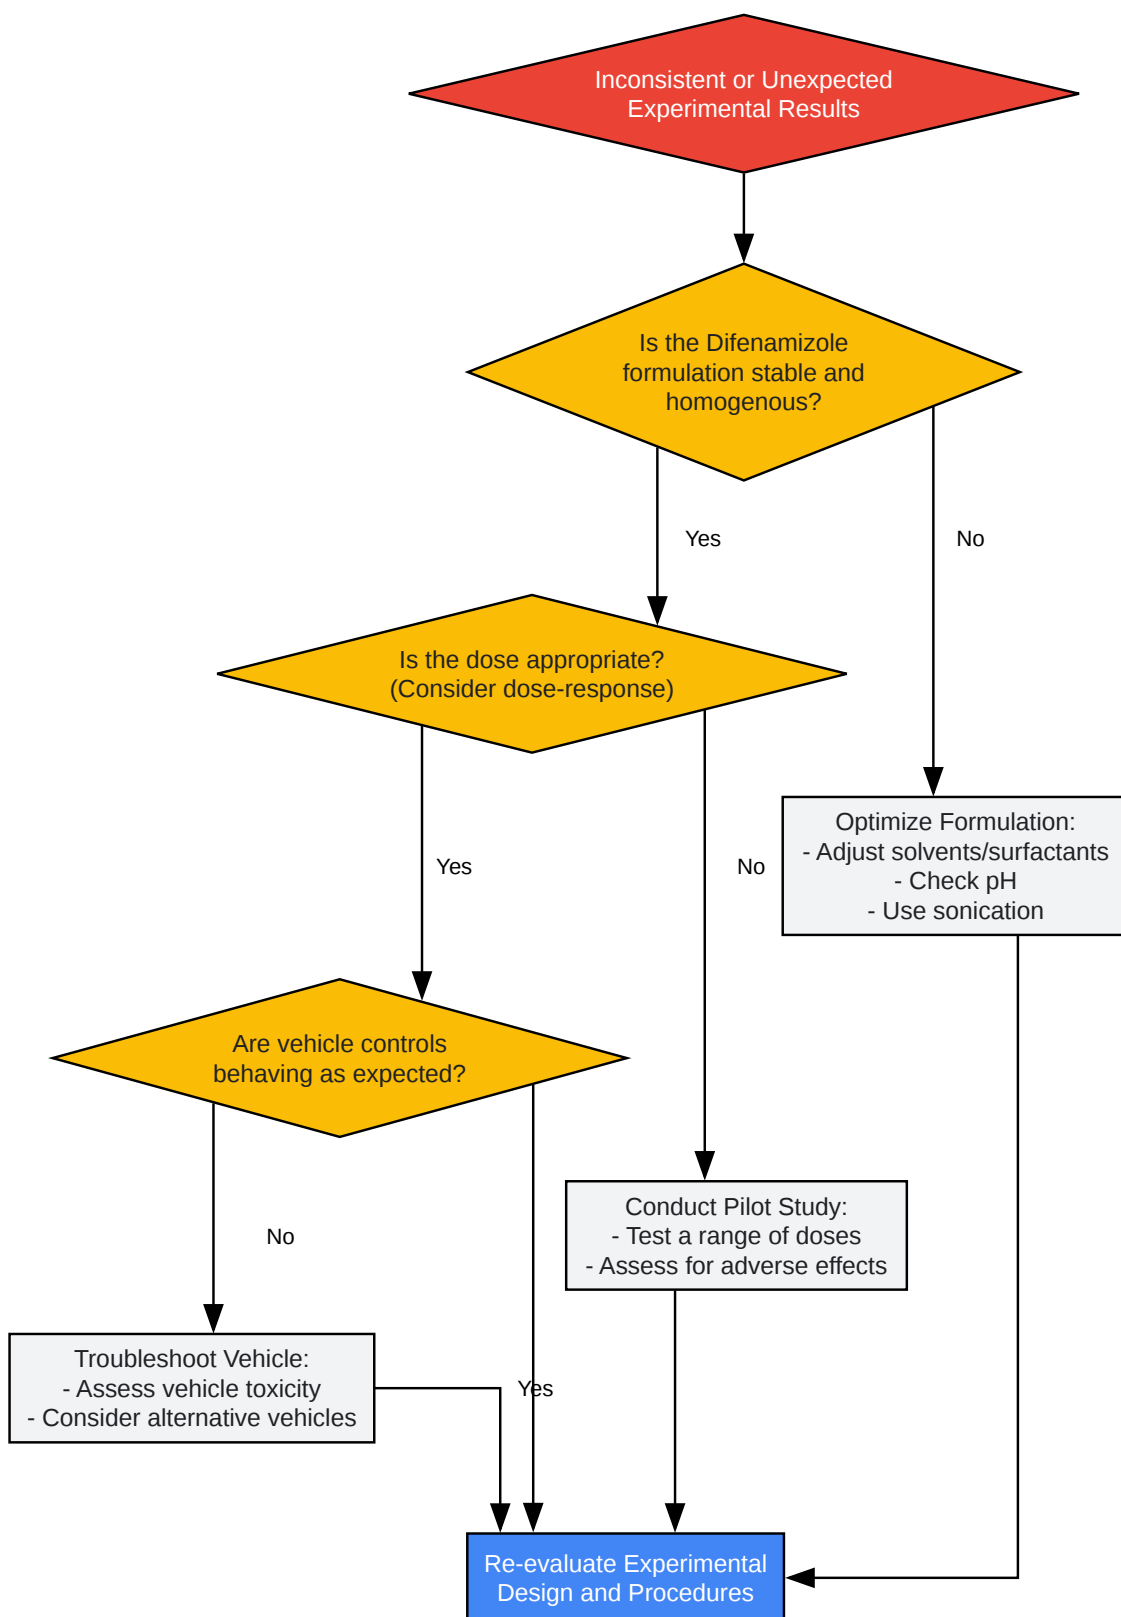 Inconsistent or Unexpected
Experimental Results
Is the Difenamizole
formulation stable and
homogenous?
Yes
No
Is the dose appropriate?
(Consider dose-response)
Optimize Formulation:
- Adjust solvents/surfactants
- Check pH
- Use sonication
Yes
No
Are vehicle controls
behaving as expected?
Conduct Pilot Study:
- Test a range of doses
- Assess for adverse effects
No
Troubleshoot Vehicle:
- Assess vehicle toxicity
- Consider alternative vehicles
Yes
Re-evaluate Experimental
Design and Procedures